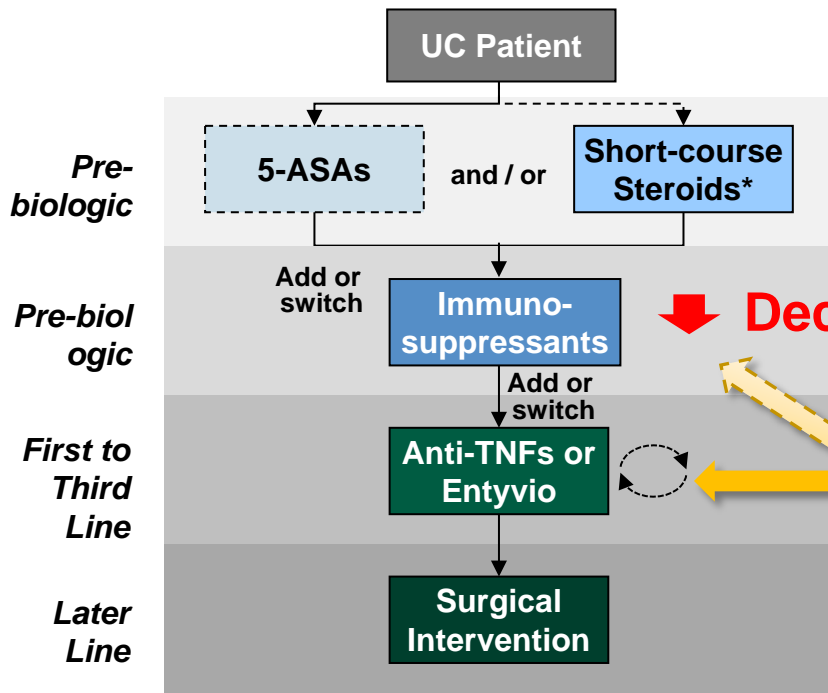 UC Patient
Pre-
biologic
5-ASAs
and / or
Short-course
Steroids*
Add or
switch
Pre-biol
ogic
Immuno-
suppressants
Dec
Add or
switch
First to
Third
Line
Anti-TNFs or
Entyvio
Later
Line
Surgical
Intervention